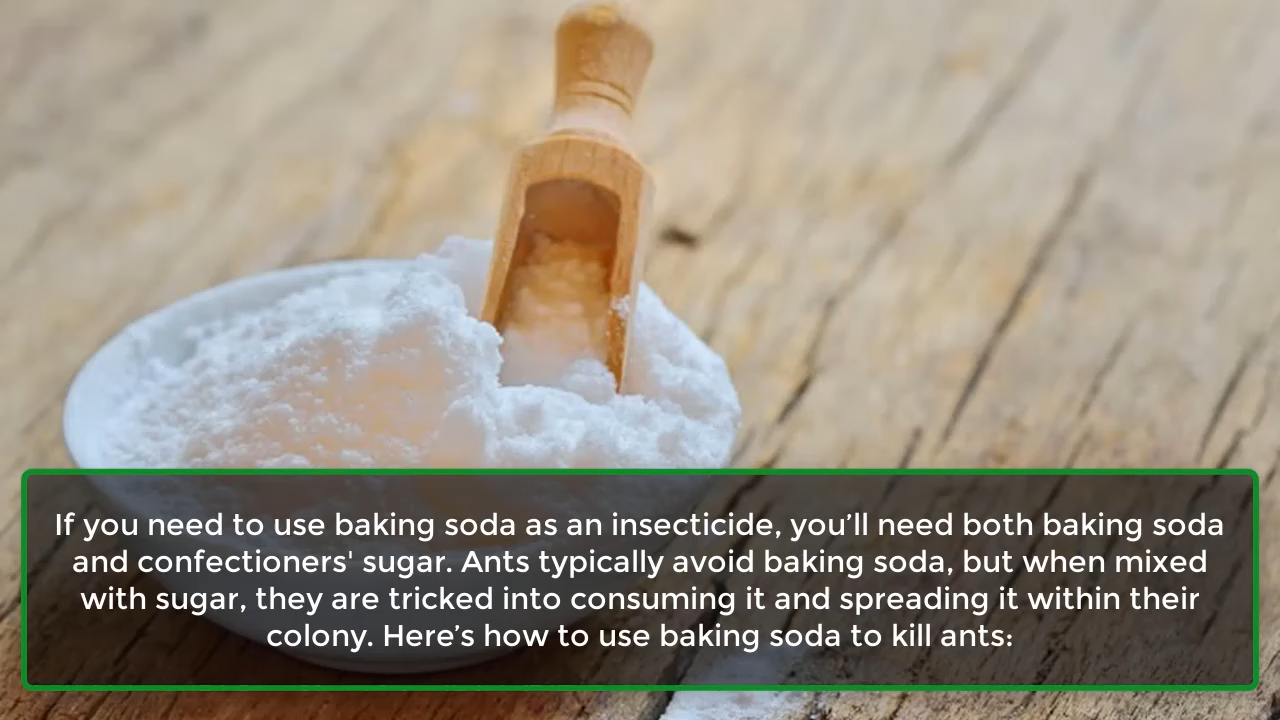 If you need to use baking soda as an insecticide, you’ll need both baking soda
and confectioners' sugar. Ants typically avoid baking soda, but when mixed
with sugar, they are tricked into consuming it and spreading it within their
colony. Here’s how to use baking soda to kill ants: